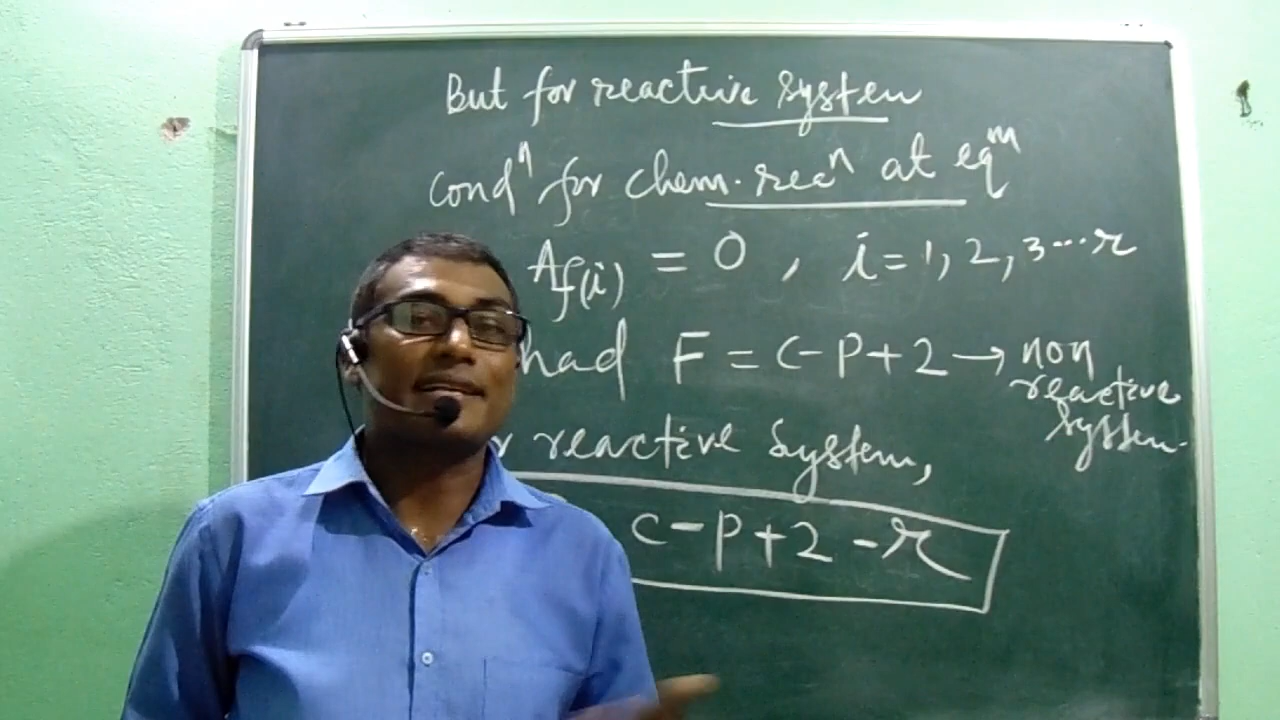 But for reactive system
condⁿ for chem. reacⁿ at eqᵐ
Af(i) = 0 , i = 1, 2, 3 ... r
had F = C - P + 2 → non reactive system.
reactive system,
C - P + 2 - r